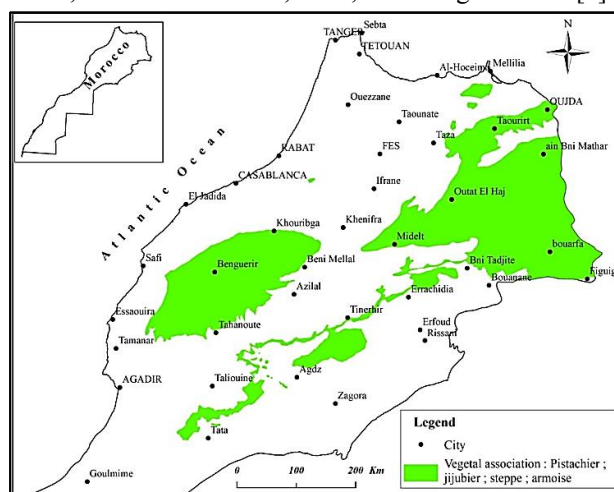 Morocco
N
Sebta
TANGER
TETOUAN
Al-Hoceima
Mellilia
OUJDA
Ouezzane
Taounate
Taourirt
Taza
ain Bni Mathar
RABAT
FES
CASABLANCA
Ifrane
Outat El Haj
El Jadida
Atlantic Ocean
Khouribga
Khenifra
Midelt
bouarfa
Safi
Benguerir
Beni Mellal
Bni Tadjite
Figuig
Bouanane
Azilal
Errachidia
Essaouira
Tinerhir
Tahanoute
Erfoud
Rissani
Tamanar
AGADIR
Taliouine
Agdz
Zagora
Tata
Goulmime
0 100 200
Km
Legend
City
Vegetal association : Pistachier ;
jijubier ; steppe ; armoise